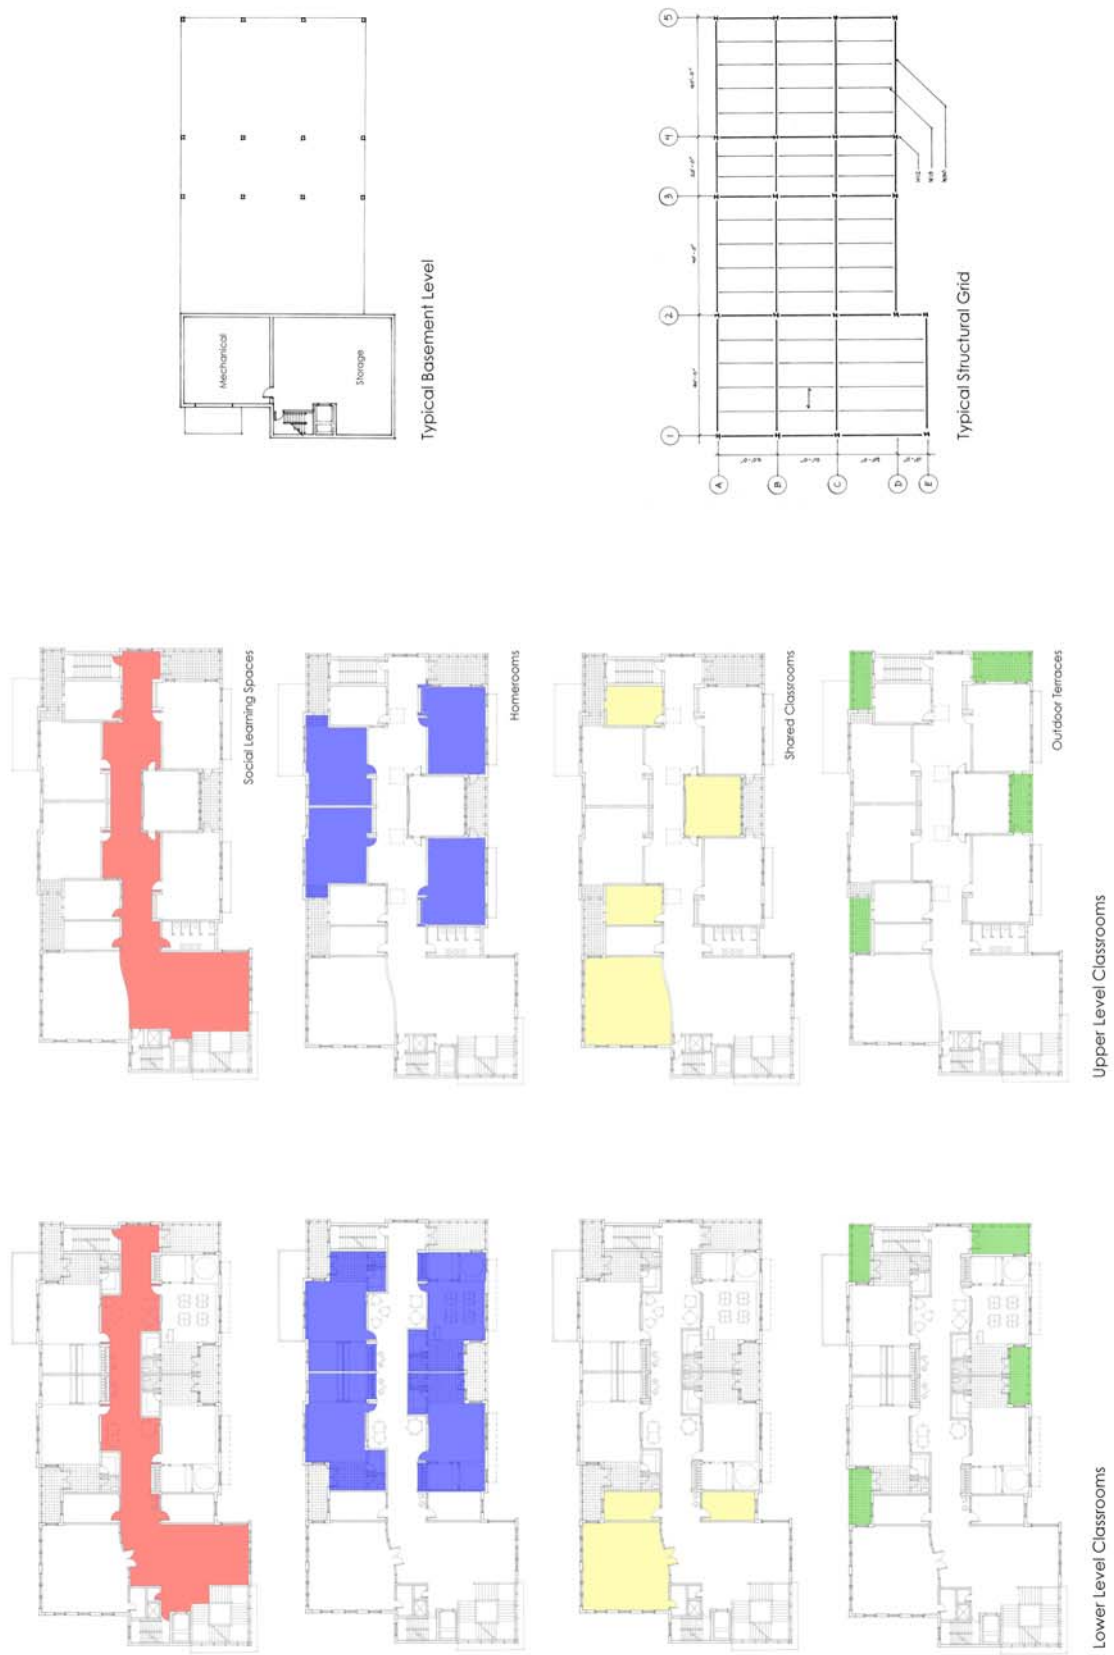 Typical Basement Level
Mechanical
Storage
Typical Structural Grid
1
2
3
4
5
A
B
C
D
E
Social Learning Spaces
Homerooms
Shared Classrooms
Outdoor Terraces
Upper Level Classrooms
Lower Level Classrooms